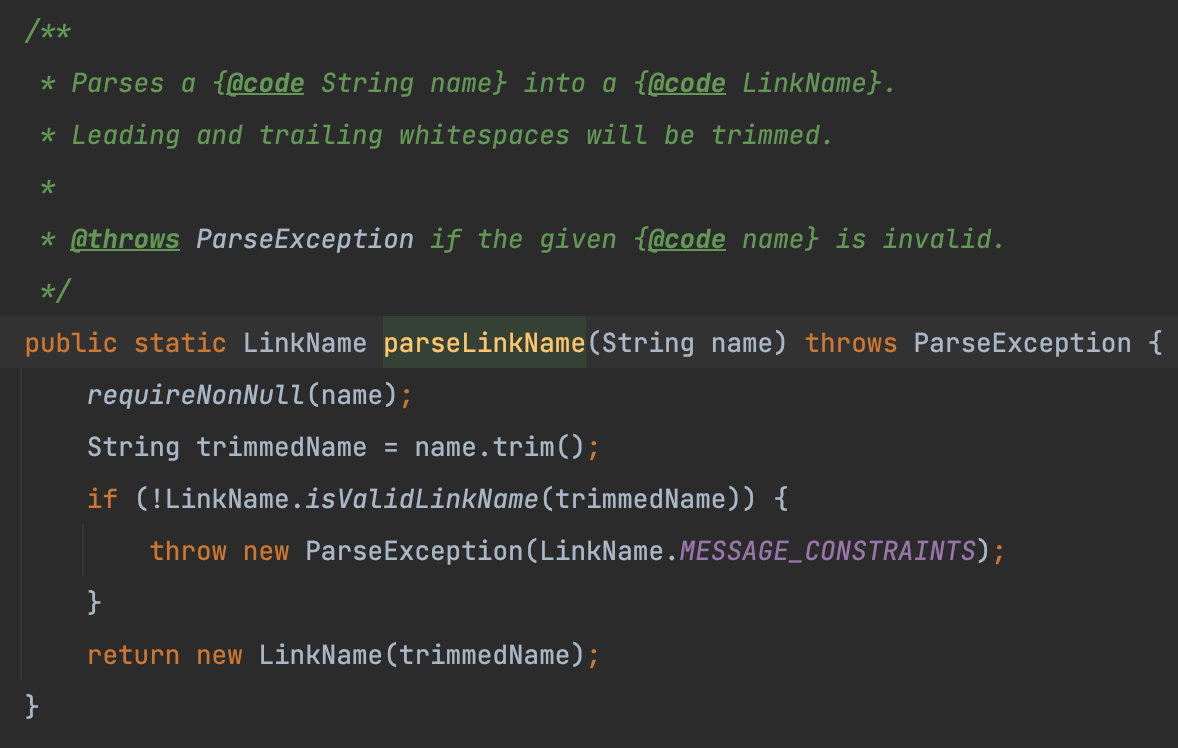 /**
 * Parses a {@code String name} into a {@code LinkName}.
 * Leading and trailing whitespaces will be trimmed.
 *
 * @throws ParseException if the given {@code name} is invalid.
 */
public static LinkName parseLinkName(String name) throws ParseException {
    requireNonNull(name);
    String trimmedName = name.trim();
    if (!LinkName.isValidLinkName(trimmedName)) {
        throw new ParseException(LinkName.MESSAGE_CONSTRAINTS);
    }
    return new LinkName(trimmedName);
}